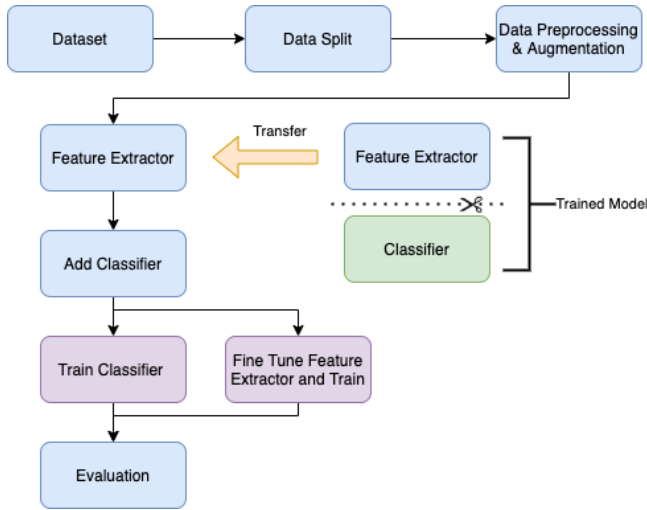 Dataset
Data Split
Data Preprocessing
& Augmentation
Feature Extractor
Transfer
Feature Extractor
Trained Model
Add Classifier
Classifier
Train Classifier
Fine Tune Feature
Extractor and Train
Evaluation